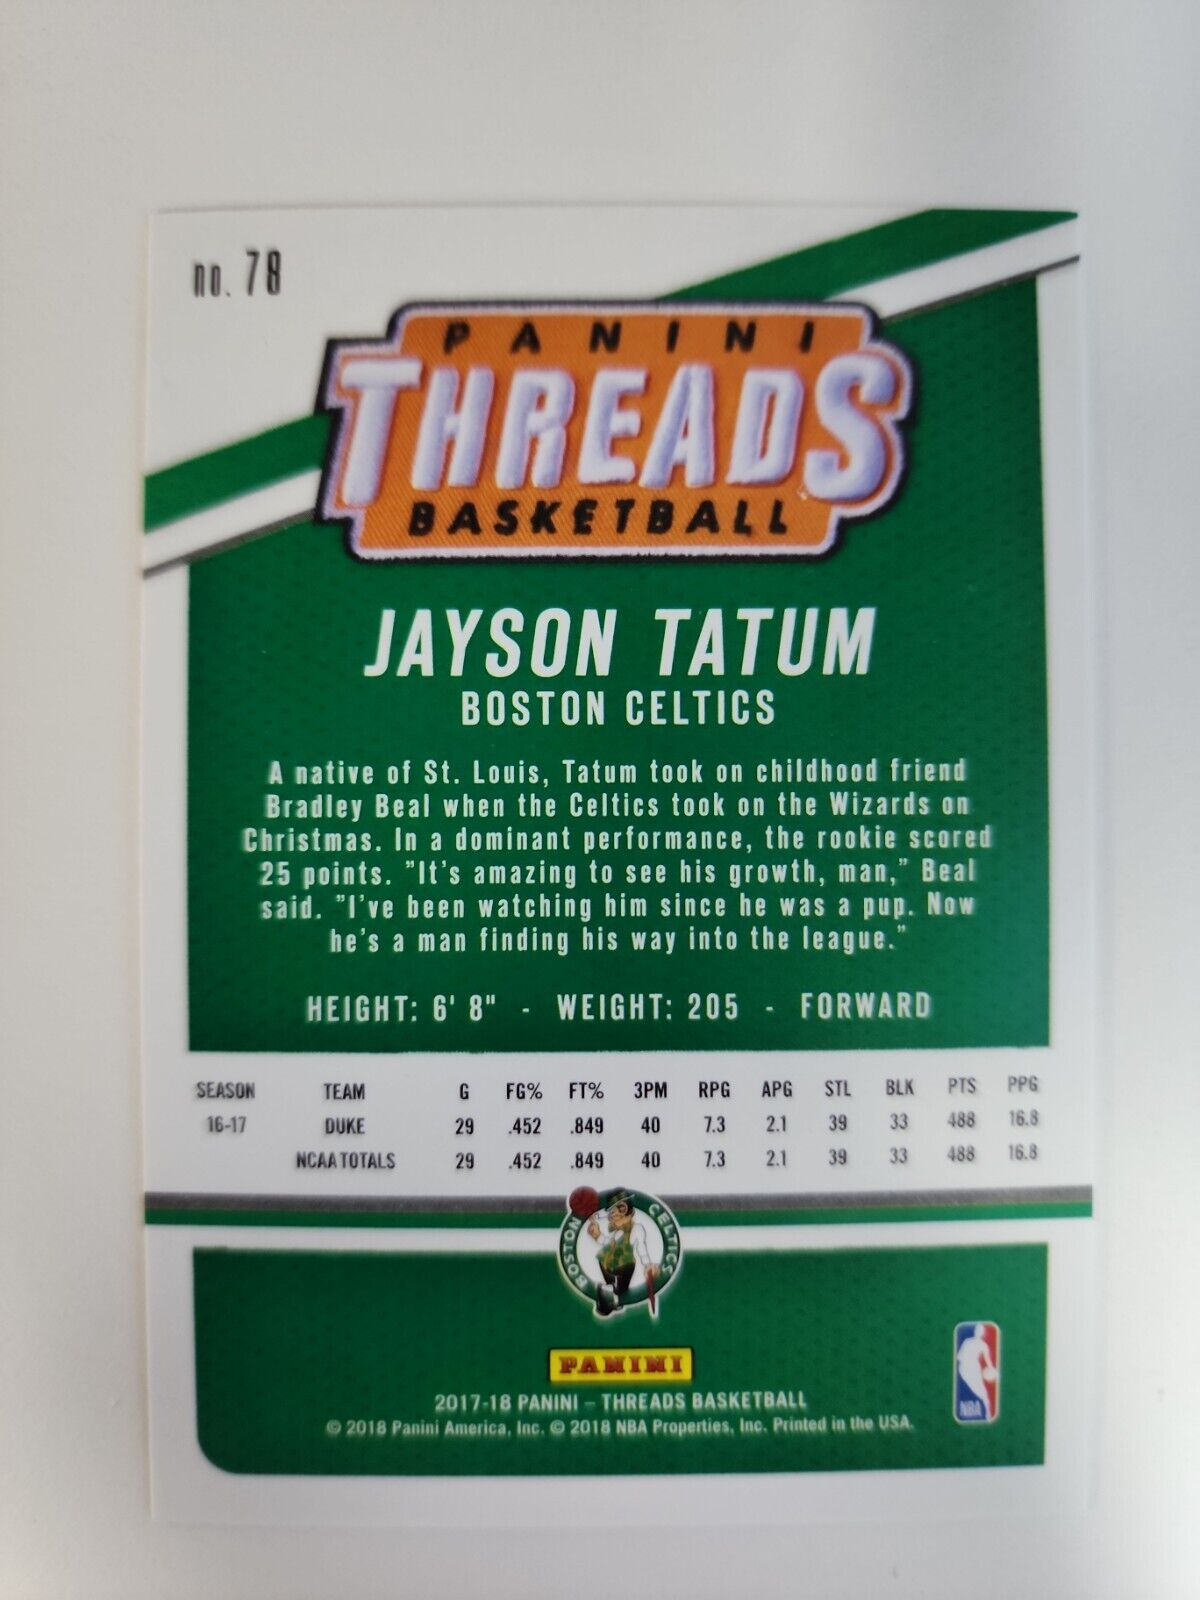 no. 78
PANINI
THREADS
BASKETBALL
JAYSON TATUM
BOSTON CELTICS
A native of St. Louis, Tatum took on childhood friend
Bradley Beal when the Celtics took on the Wizards on
Christmas. In a dominant performance, the rookie scored
25 points. "It's amazing to see his growth, man," Beal
said. "I've been watching him since he was a pup. Now
he's a man finding his way into the league."
HEIGHT: 6' 8" - WEIGHT: 205 - FORWARD
SEASON TEAM G FG% FT% 3PM RPG APG STL BLK PTS PPG
16-17 DUKE 29 .452 .849 40 7.3 2.1 39 33 488 16.8
NCAA TOTALS 29 .452 .849 40 7.3 2.1 39 33 488 16.8
BOSTON CELTICS
PANINI
NBA
2017-18 PANINI – THREADS BASKETBALL
© 2018 Panini America, Inc. © 2018 NBA Properties, Inc. Printed in the USA.